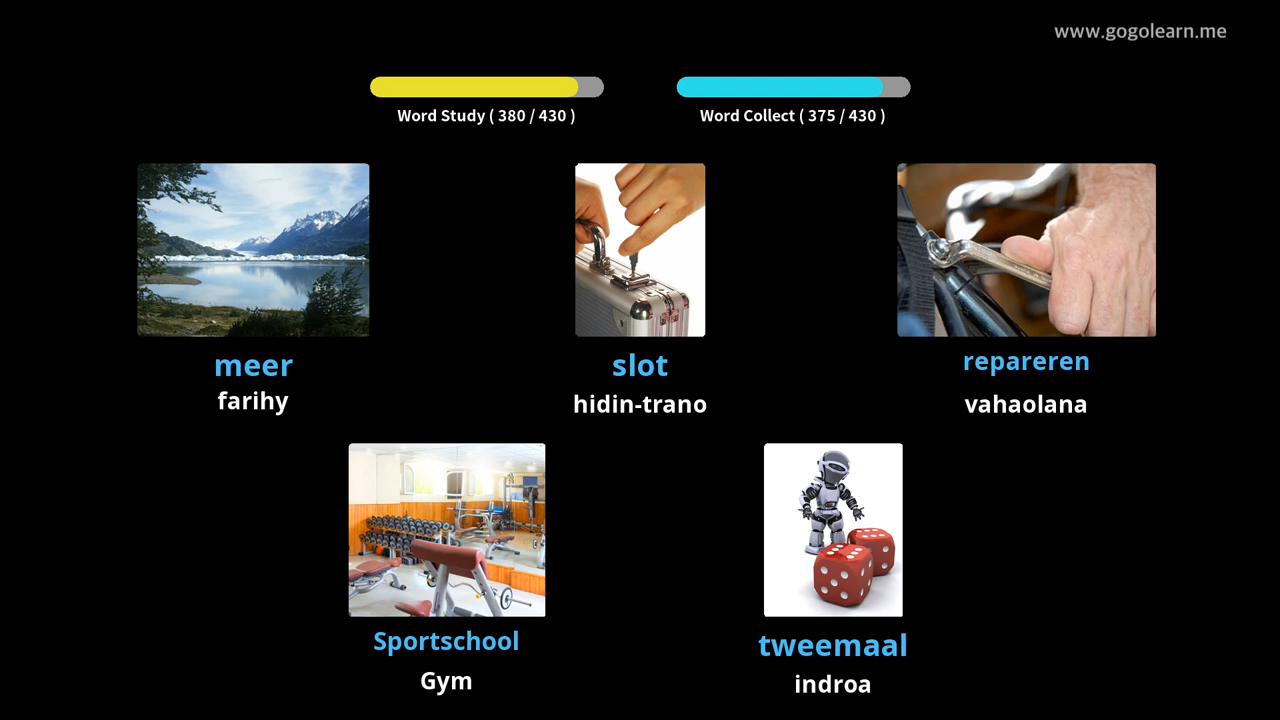 www.gogolearn.me
Word Study ( 380 / 430 )
Word Collect ( 375 / 430 )
meer
farihy
slot
hidin-trano
repareren
vahaolana
Sportschool
Gym
tweemaal
indroa